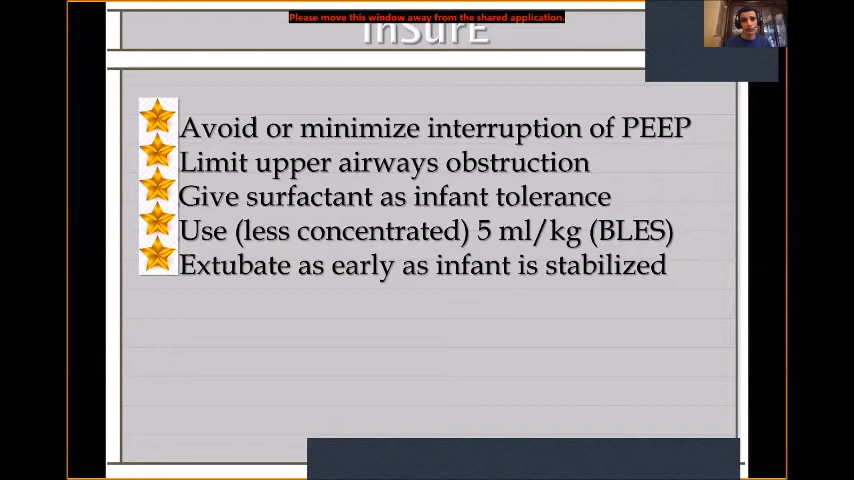 Please move this window away from the shared application.
InSurE
Avoid or minimize interruption of PEEP
Limit upper airways obstruction
Give surfactant as infant tolerance
Use (less concentrated) 5 ml/kg (BLES)
Extubate as early as infant is stabilized